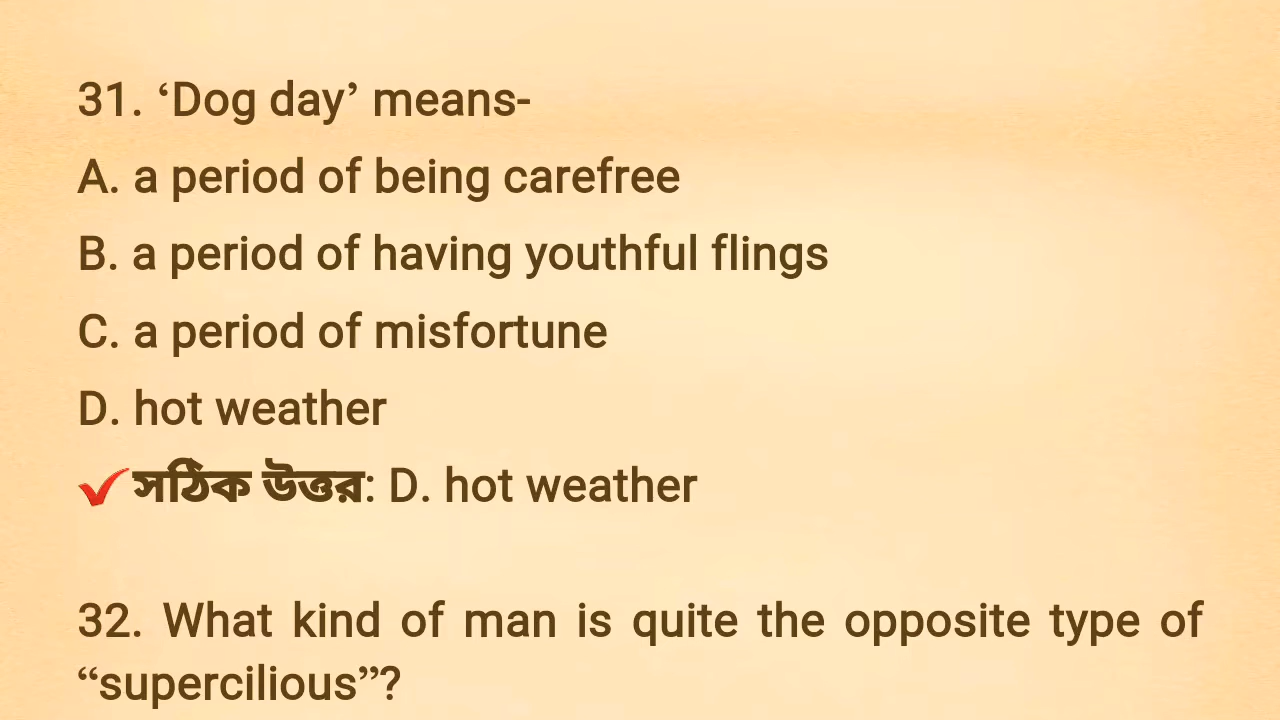 31. ‘Dog day’ means-
A. a period of being carefree
B. a period of having youthful flings
C. a period of misfortune
D. hot weather
✔সঠিক উত্তর: D. hot weather
32. What kind of man is quite the opposite type of
“supercilious”?